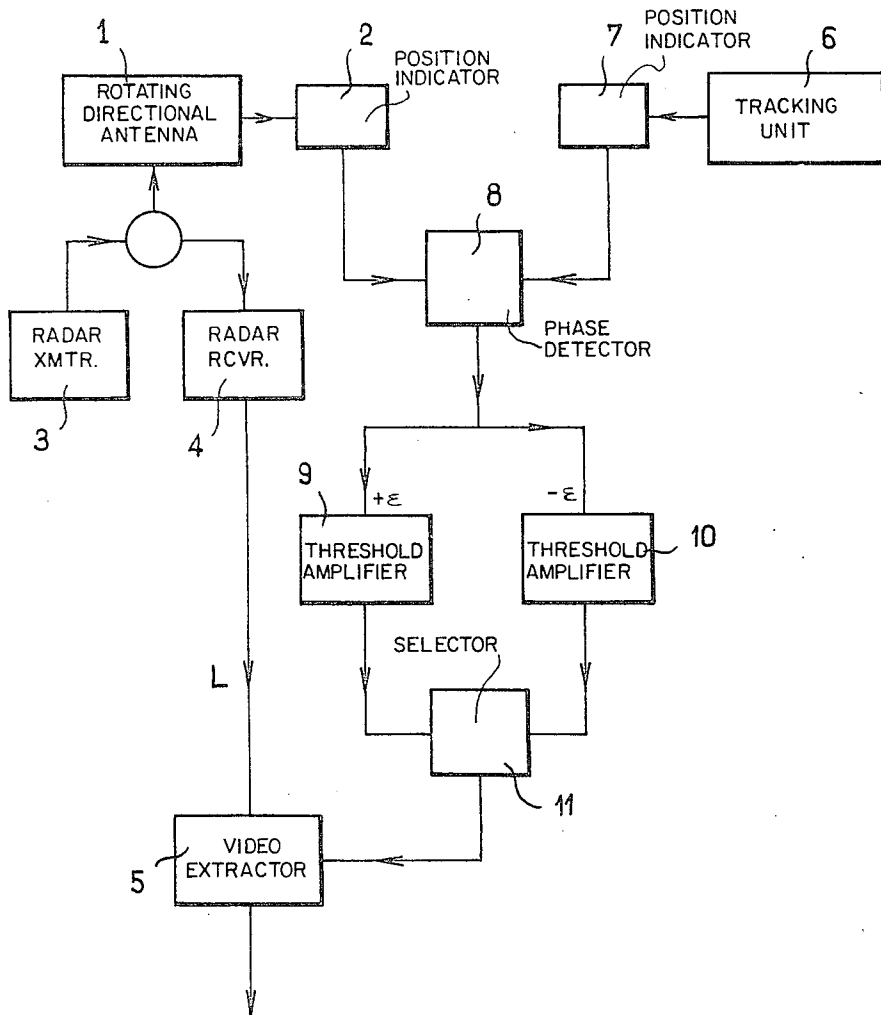 1
ROTATING
DIRECTIONAL
ANTENNA
2
POSITION
INDICATOR
7
POSITION
INDICATOR
6
TRACKING
UNIT
8
PHASE
DETECTOR
RADAR
XMTR.
3
RADAR
RCVR.
4
9
+ε
THRESHOLD
AMPLIFIER
-ε
THRESHOLD
AMPLIFIER
10
L
SELECTOR
11
VIDEO
EXTRACTOR
5